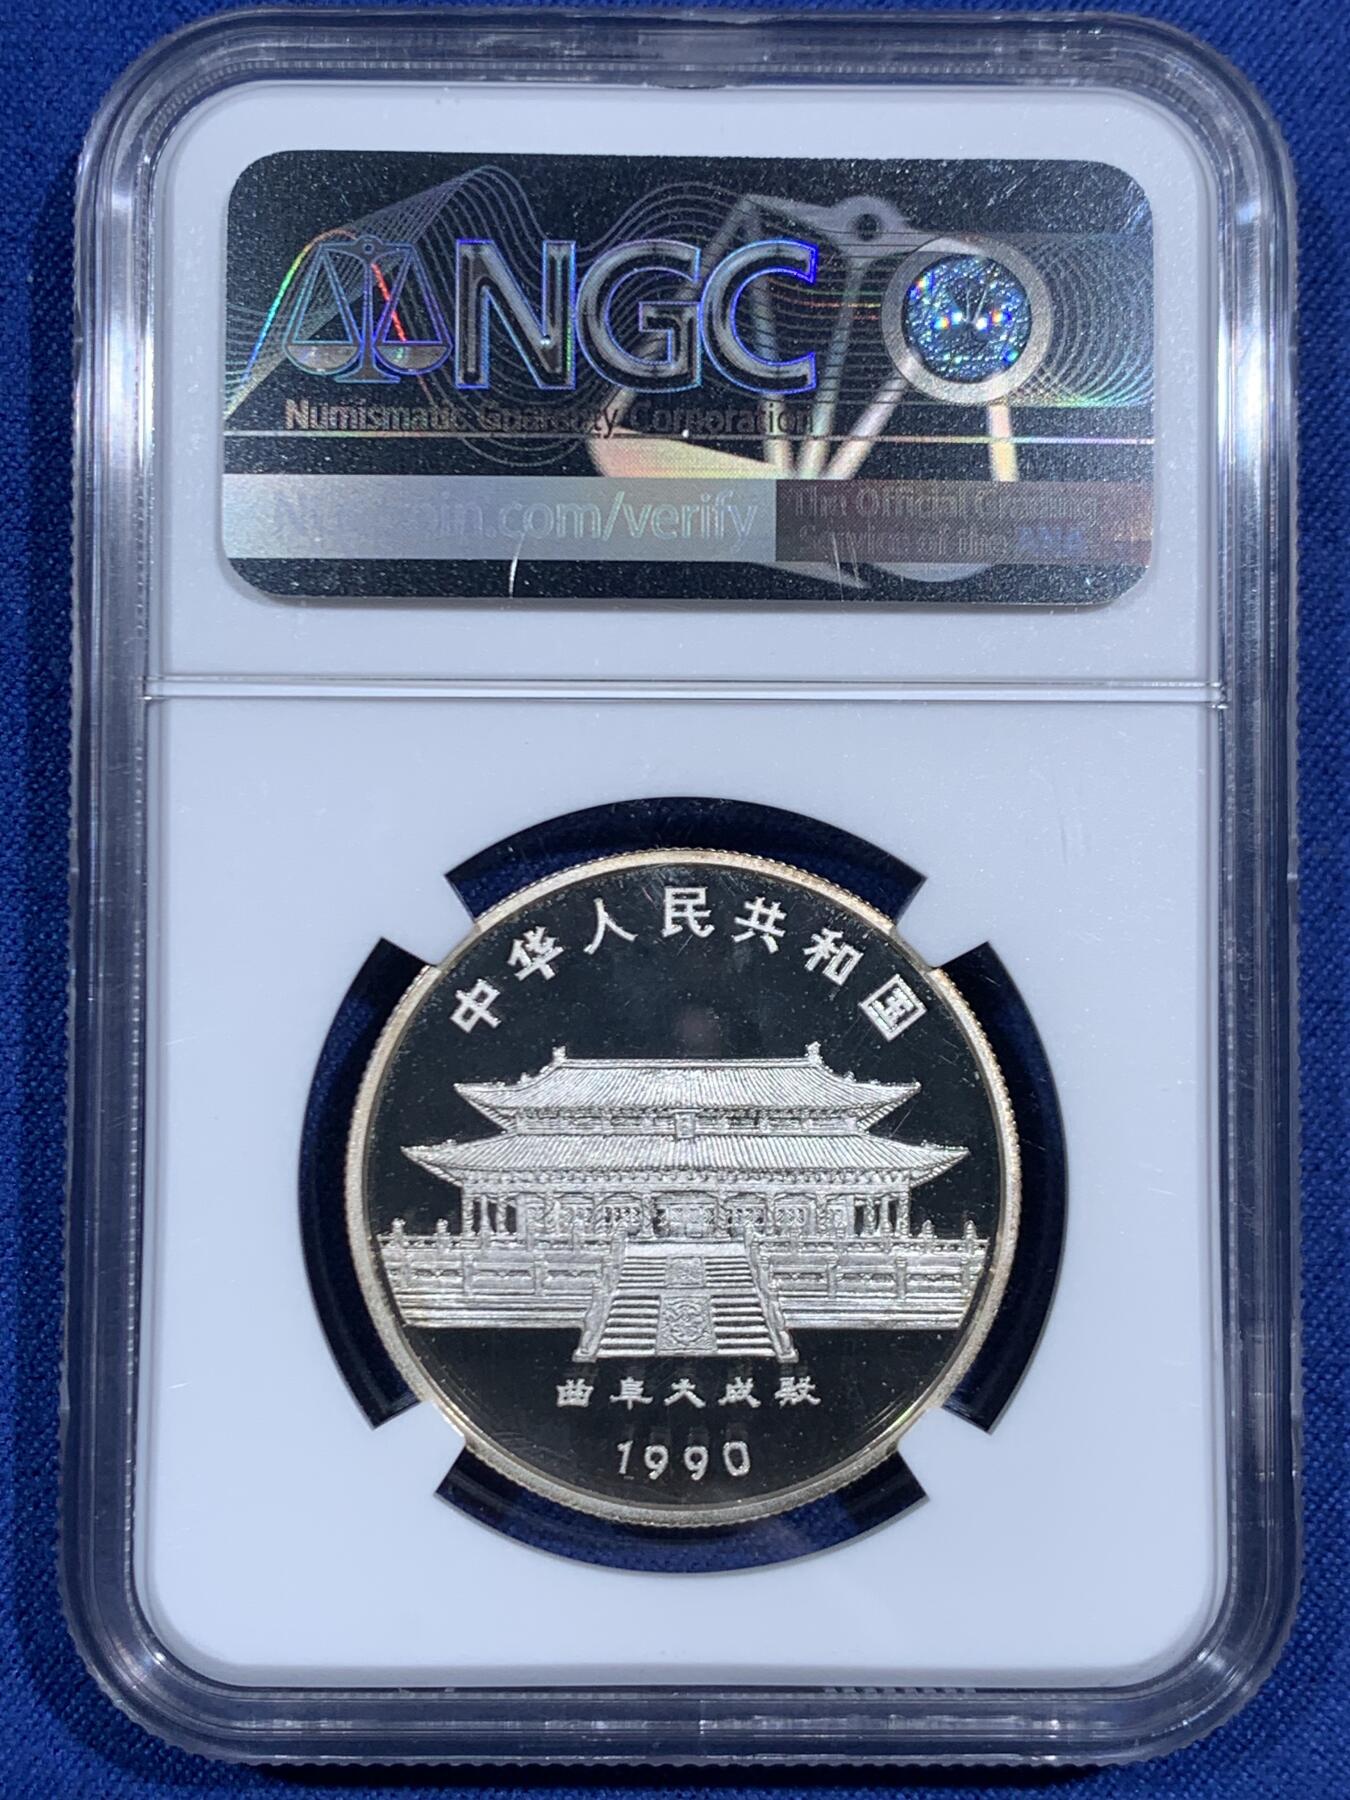 NGC
Numismatic Guaranty Corporation
NGCcoin.com/verify
The Official Grading
Service of the ANA
中华人民共和国
曲阜大成殿
1990